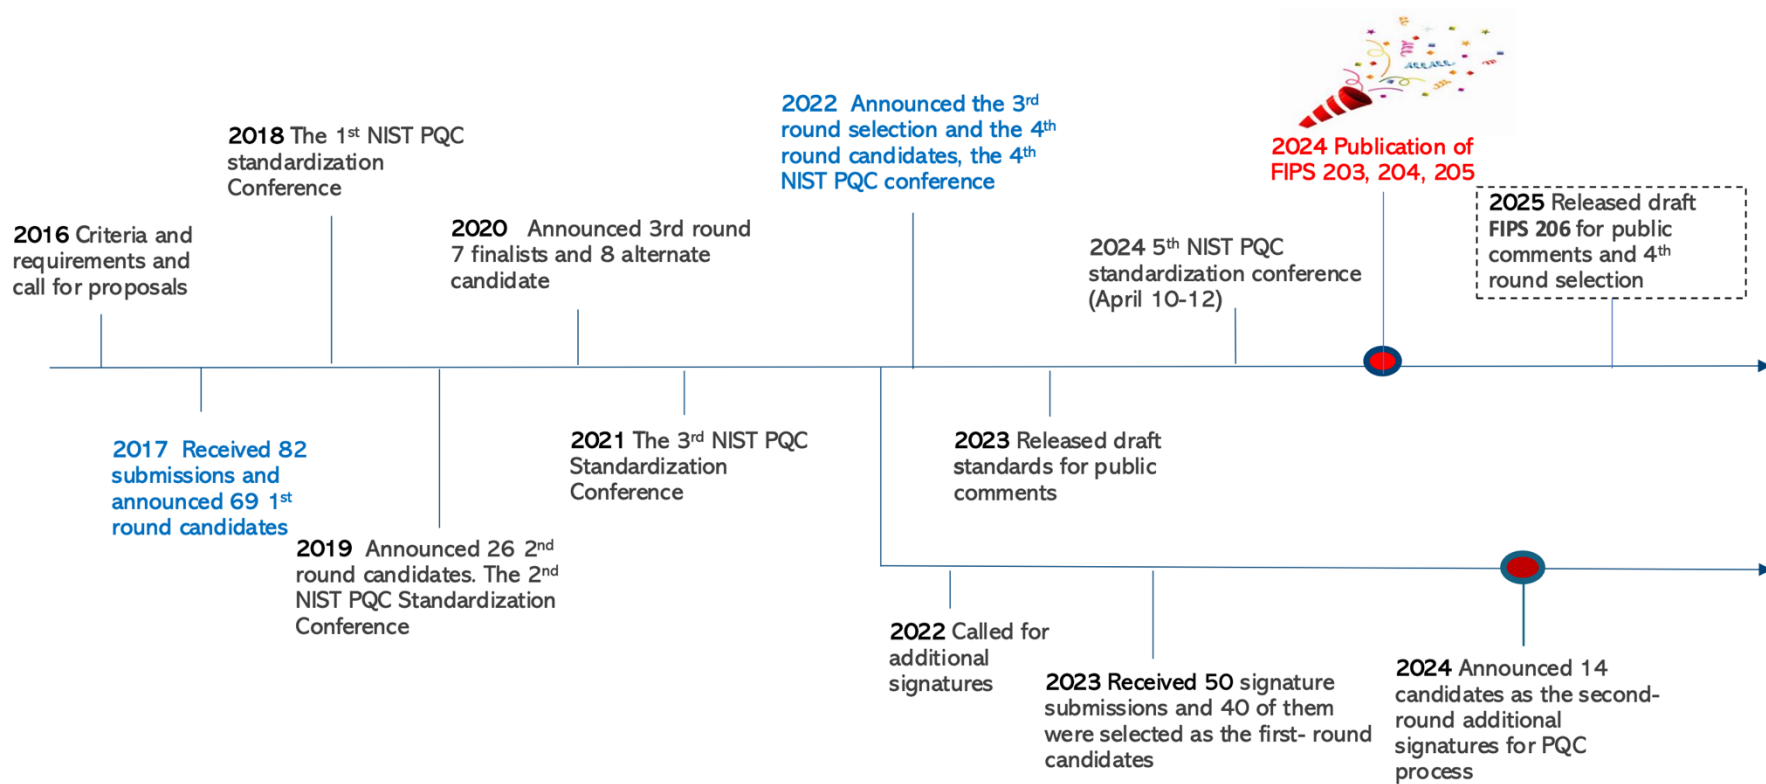 2016 Criteria and
requirements and
call for proposals
2017 Received 82
submissions and
announced 69 1st
round candidates
2018 The 1st NIST PQC
standardization
Conference
2019 Announced 26 2nd
round candidates. The 2nd
NIST PQC Standardization
Conference
2020 Announced 3rd round
7 finalists and 8 alternate
candidate
2021 The 3rd NIST PQC
Standardization
Conference
2022 Announced the 3rd
round selection and the 4th
round candidates, the 4th
NIST PQC conference
2023 Released draft
standards for public
comments
2024 5th NIST PQC
standardization conference
(April 10-12)
2024 Publication of
FIPS 203, 204, 205
2025 Released draft
FIPS 206 for public
comments and 4th
round selection
2022 Called for
additional
signatures
2023 Received 50 signature
submissions and 40 of them
were selected as the first- round
candidates
2024 Announced 14
candidates as the second-
round additional
signatures for PQC
process